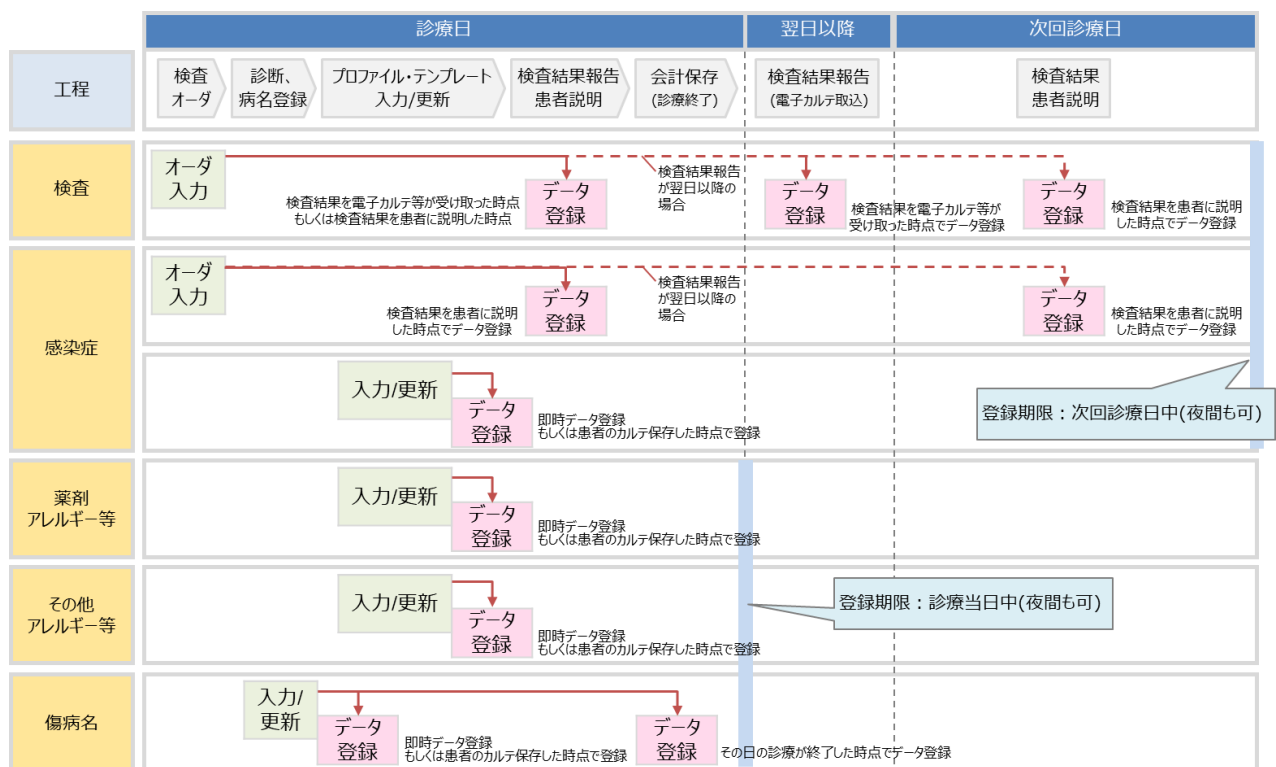 診療日
翌日以降
次回診療日
工程
検査
オーダ
診断、
病名登録
プロファイル・テンプレート
入力/更新
検査結果報告
患者説明
会計保存
(診療終了)
検査結果報告
(電子カルテ取込)
検査結果
患者説明
検査
オーダ
入力
検査結果を電子カルテ等が受け取った時点
もしくは検査結果を患者に説明した時点
データ
登録
検査結果報告
が翌日以降の
場合
データ
登録
検査結果を電子カルテ等が
受け取った時点でデータ登録
データ
登録
検査結果を患者に説明
した時点でデータ登録
感染症
オーダ
入力
検査結果を患者に説明
した時点でデータ登録
データ
登録
検査結果報告
が翌日以降の
場合
データ
登録
検査結果を患者に説明
した時点でデータ登録
入力/更新
データ
登録
即時データ登録
もしくは患者のカルテ保存した時点で登録
登録期限：次回診療日中(夜間も可)
薬剤
アレルギー等
入力/更新
データ
登録
即時データ登録
もしくは患者のカルテ保存した時点で登録
その他
アレルギー等
入力/更新
データ
登録
即時データ登録
もしくは患者のカルテ保存した時点で登録
登録期限：診療当日中(夜間も可)
傷病名
入力/
更新
データ
登録
即時データ登録
もしくは患者のカルテ保存した時点で登録
データ
登録
その日の診療が終了した時点でデータ登録